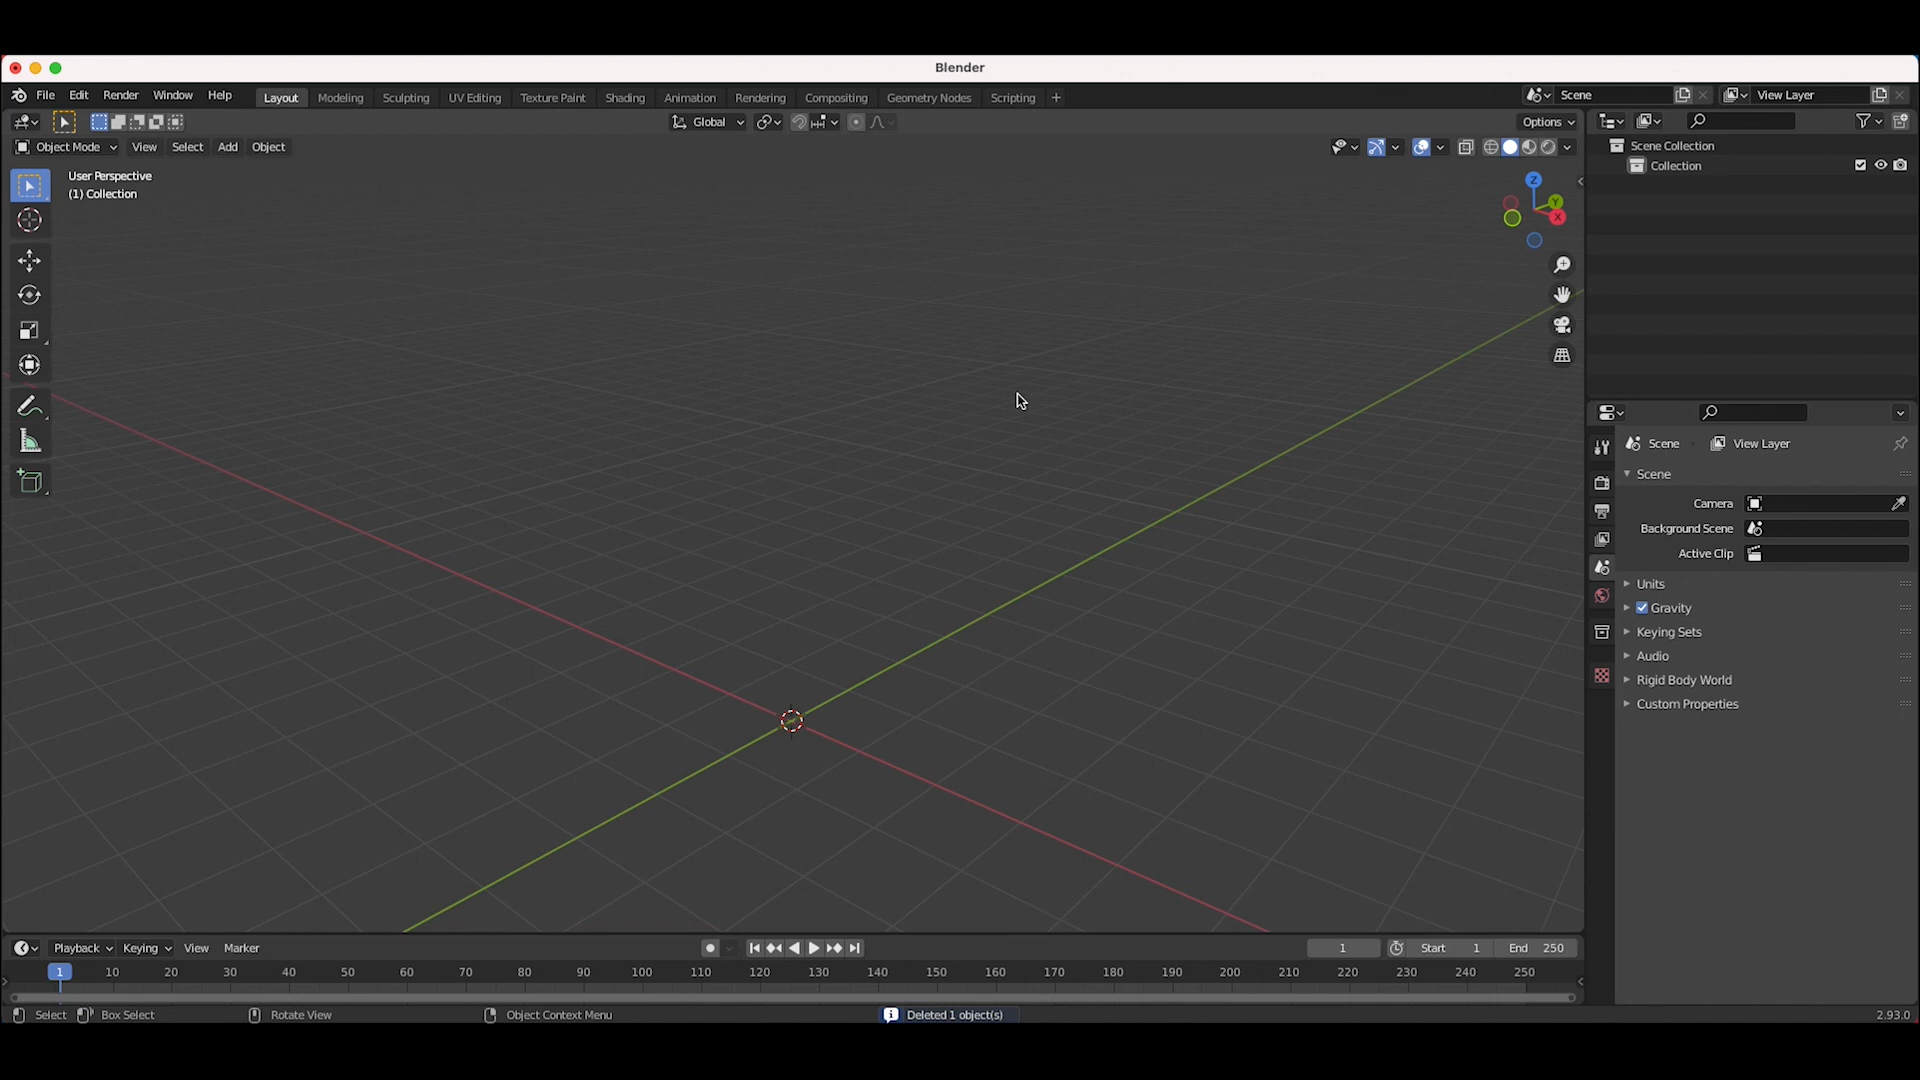 Blender
File Edit Render Window Help Layout Modeling Sculpting UV Editing Texture Paint Shading Animation Rendering Compositing Geometry Nodes Scripting + Scene View Layer
Global Options
Object Mode View Select Add Object
Scene Collection
Collection
User Perspective
(1) Collection
Z
Y
X
Scene View Layer
Scene
Camera
Background Scene
Active Clip
Units
Gravity
Keying Sets
Audio
Rigid Body World
Custom Properties
Playback Keying View Marker 1 Start 1 End 250
1 10 20 30 40 50 60 70 80 90 100 110 120 130 140 150 160 170 180 190 200 210 220 230 240 250
Select Box Select Rotate View Object Context Menu Deleted 1 object(s) 2.93.0